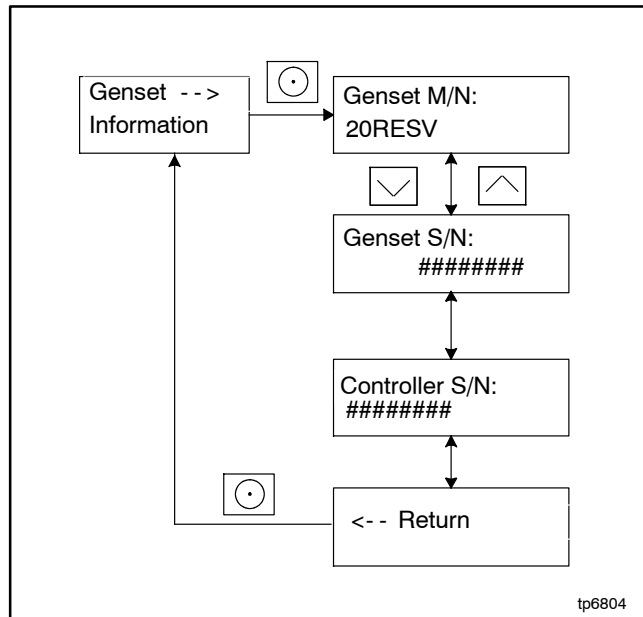 Genset -->
Information
Genset M/N:
20RESV
Genset S/N:
########
Controller S/N:
########
<-- Return
tp6804